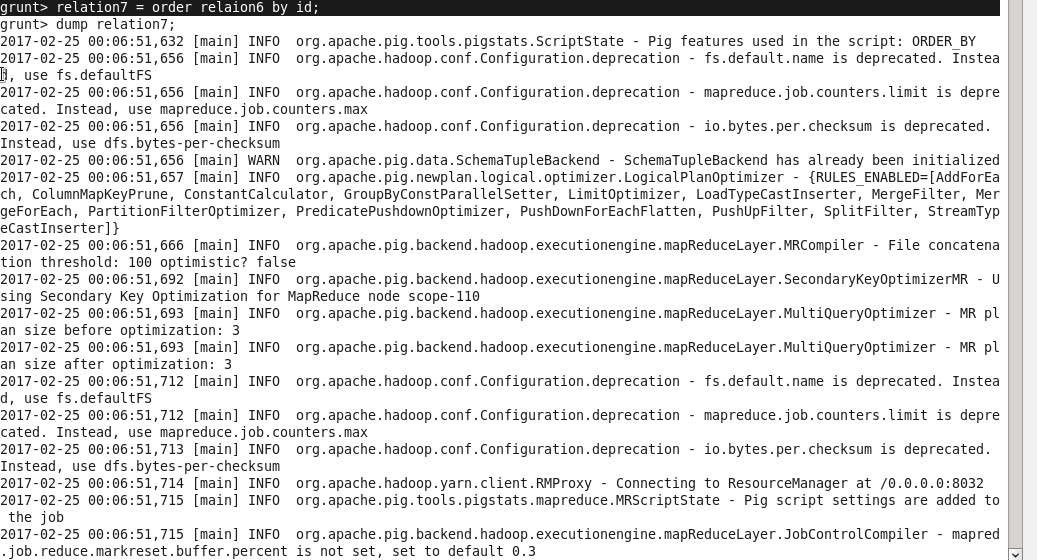 grunt> relation7 = order relaion6 by id;
grunt> dump relation7;
2017-02-25 00:06:51,632 [main] INFO  org.apache.pig.tools.pigstats.ScriptState - Pig features used in the script: ORDER_BY
2017-02-25 00:06:51,656 [main] INFO  org.apache.hadoop.conf.Configuration.deprecation - fs.default.name is deprecated. Instea
d, use fs.defaultFS
2017-02-25 00:06:51,656 [main] INFO  org.apache.hadoop.conf.Configuration.deprecation - mapreduce.job.counters.limit is depre
cated. Instead, use mapreduce.job.counters.max
2017-02-25 00:06:51,656 [main] INFO  org.apache.hadoop.conf.Configuration.deprecation - io.bytes.per.checksum is deprecated.
Instead, use dfs.bytes-per-checksum
2017-02-25 00:06:51,656 [main] WARN  org.apache.pig.data.SchemaTupleBackend - SchemaTupleBackend has already been initialized
2017-02-25 00:06:51,657 [main] INFO  org.apache.pig.newplan.logical.optimizer.LogicalPlanOptimizer - {RULES_ENABLED=[AddForEa
ch, ColumnMapKeyPrune, ConstantCalculator, GroupByConstParallelSetter, LimitOptimizer, LoadTypeCastInserter, MergeFilter, Mer
geForEach, PartitionFilterOptimizer, PredicatePushdownOptimizer, PushDownForEachFlatten, PushUpFilter, SplitFilter, StreamTyp
eCastInserter]}
2017-02-25 00:06:51,666 [main] INFO  org.apache.pig.backend.hadoop.executionengine.mapReduceLayer.MRCompiler - File concatena
tion threshold: 100 optimistic? false
2017-02-25 00:06:51,692 [main] INFO  org.apache.pig.backend.hadoop.executionengine.mapReduceLayer.SecondaryKeyOptimizerMR - U
sing Secondary Key Optimization for MapReduce node scope-110
2017-02-25 00:06:51,693 [main] INFO  org.apache.pig.backend.hadoop.executionengine.mapReduceLayer.MultiQueryOptimizer - MR pl
an size before optimization: 3
2017-02-25 00:06:51,693 [main] INFO  org.apache.pig.backend.hadoop.executionengine.mapReduceLayer.MultiQueryOptimizer - MR pl
an size after optimization: 3
2017-02-25 00:06:51,712 [main] INFO  org.apache.hadoop.conf.Configuration.deprecation - fs.default.name is deprecated. Instea
d, use fs.defaultFS
2017-02-25 00:06:51,712 [main] INFO  org.apache.hadoop.conf.Configuration.deprecation - mapreduce.job.counters.limit is depre
cated. Instead, use mapreduce.job.counters.max
2017-02-25 00:06:51,713 [main] INFO  org.apache.hadoop.conf.Configuration.deprecation - io.bytes.per.checksum is deprecated.
Instead, use dfs.bytes-per-checksum
2017-02-25 00:06:51,714 [main] INFO  org.apache.hadoop.yarn.client.RMProxy - Connecting to ResourceManager at /0.0.0.0:8032
2017-02-25 00:06:51,715 [main] INFO  org.apache.pig.tools.pigstats.mapreduce.MRScriptState - Pig script settings are added to
 the job
2017-02-25 00:06:51,715 [main] INFO  org.apache.pig.backend.hadoop.executionengine.mapReduceLayer.JobControlCompiler - mapred
.job.reduce.markreset.buffer.percent is not set, set to default 0.3